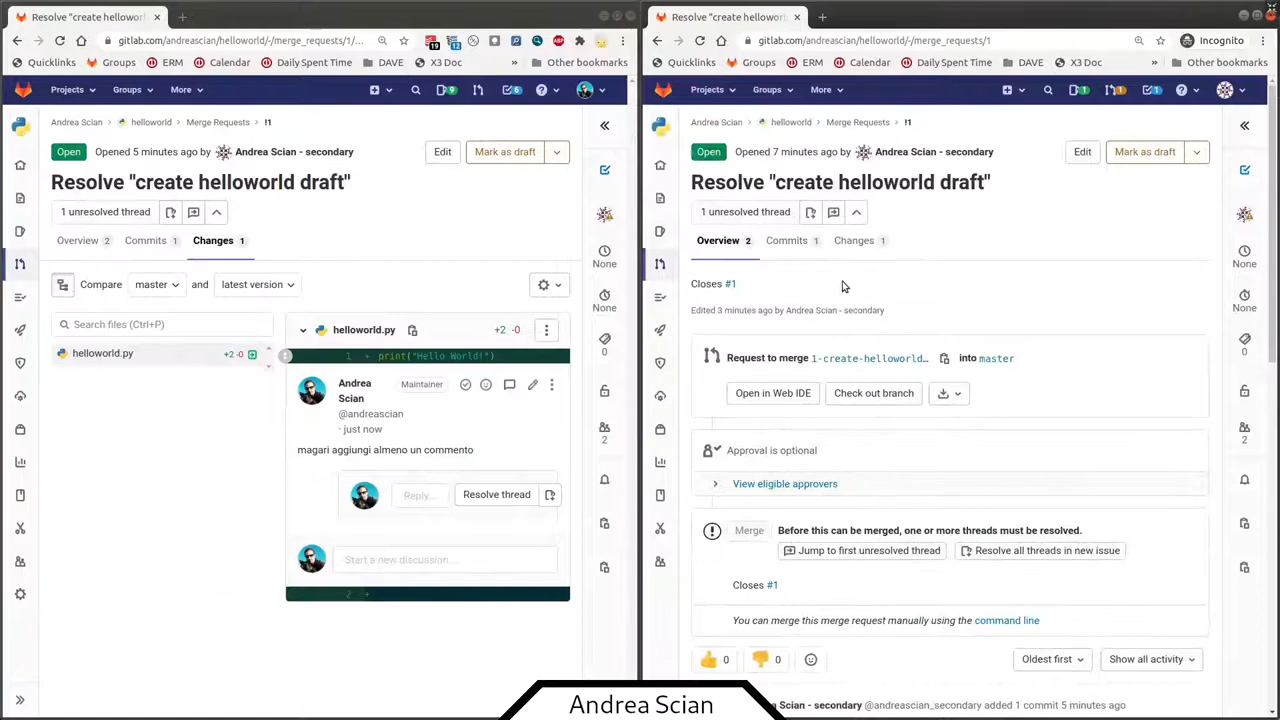 Resolve "create helloworl
gitlab.com/andreascian/helloworld/-/merge_requests/1/...
19
12
ABP
Quicklinks
Groups
ERM
Calendar
Daily Spent Time
DAVE
X3 Doc
»
Other bookmarks
Projects
Groups
More
9
6
Andrea Scian
helloworld
Merge Requests
!1
Open
Opened 5 minutes ago by
Andrea Scian - secondary
Edit
Mark as draft
Resolve "create helloworld draft"
1 unresolved thread
Overview 2
Commits 1
Changes 1
Compare
master
and
latest version
Search files (Ctrl+P)
helloworld.py
+2 -0
helloworld.py
+2 -0
1 + print("Hello World!")
Andrea Scian
Maintainer
@andreascian
· just now
magari aggiungi almeno un commento
Reply...
Resolve thread
Start a new discussion...
2 +
None
None
0
2
Resolve "create helloworl
gitlab.com/andreascian/helloworld/-/merge_requests/1
Incognito
Quicklinks
Groups
ERM
Calendar
Daily Spent Time
DAVE
X3 Doc
»
Other bookmarks
Projects
Groups
More
1
1
1
Andrea Scian
helloworld
Merge Requests
!1
Open
Opened 7 minutes ago by
Andrea Scian - secondary
Edit
Mark as draft
Resolve "create helloworld draft"
1 unresolved thread
Overview 2
Commits 1
Changes 1
Closes #1
Edited 3 minutes ago by Andrea Scian - secondary
Request to merge 1-create-helloworld… into master
Open in Web IDE
Check out branch
Approval is optional
View eligible approvers
Merge
Before this can be merged, one or more threads must be resolved.
Jump to first unresolved thread
Resolve all threads in new issue
Closes #1
You can merge this merge request manually using the command line
👍 0
👎 0
Oldest first
Show all activity
Scian - secondary @andreascian_secondary added 1 commit 5 minutes ago
None
None
0
2
Andrea Scian